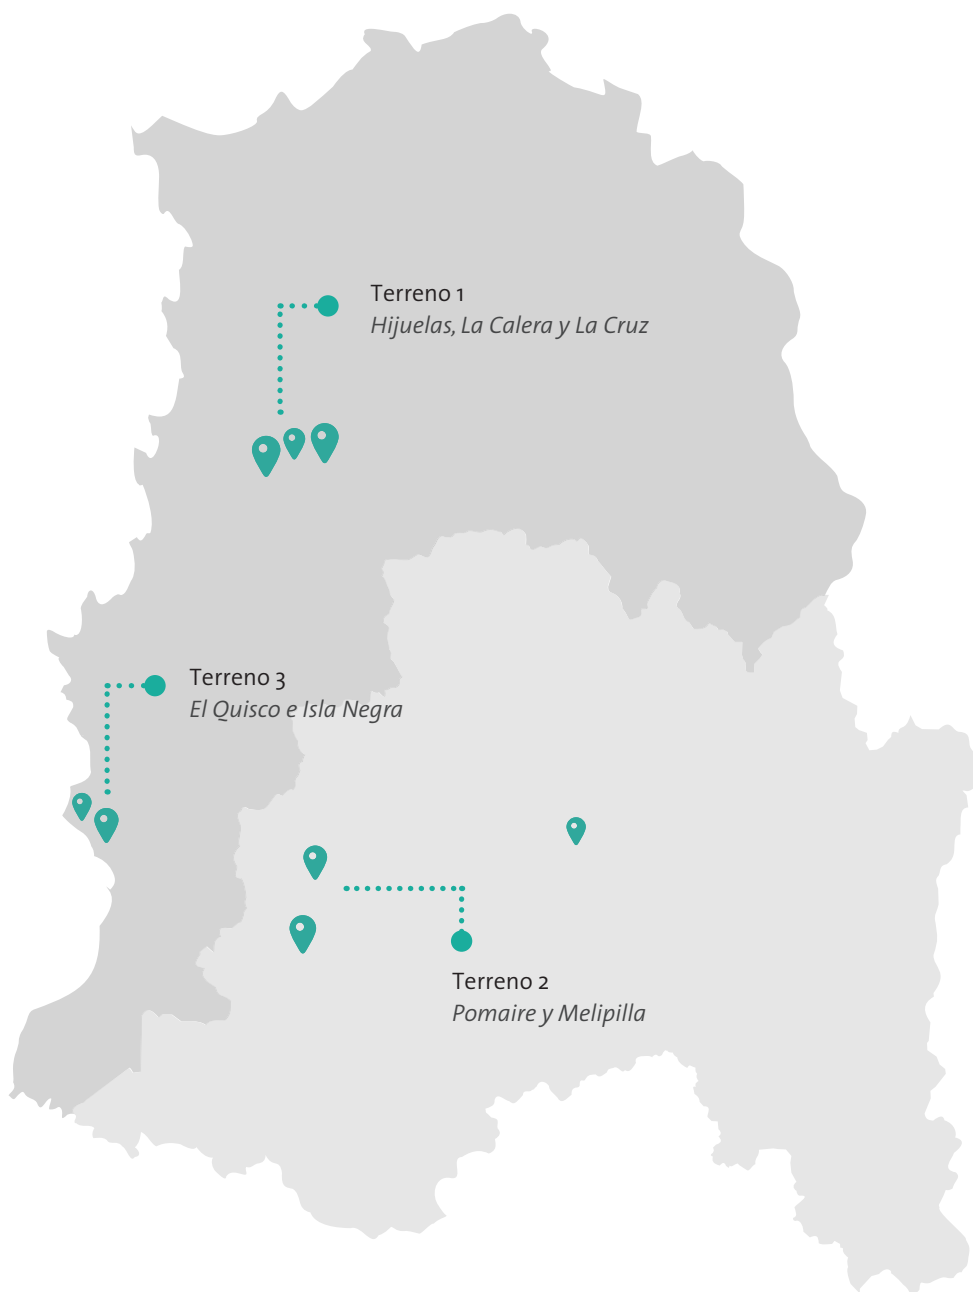 Terreno 1
Hijuelas, La Calera y La Cruz
Terreno 3
El Quisco e Isla Negra
Terreno 2
Pomaire y Melipilla